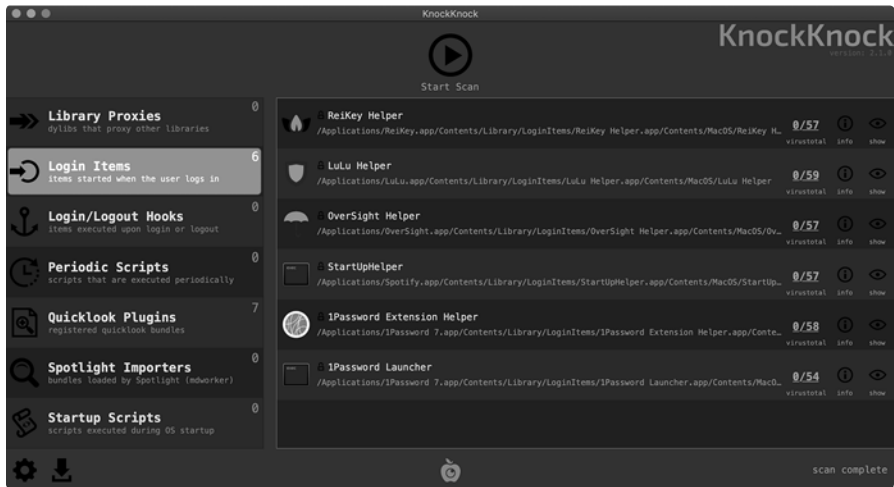 KnockKnock
KnockKnock
version: 2.1.0
Start Scan
Library Proxies
0
dylibs that proxy other libraries
Login Items
6
items started when the user logs in
Login/Logout Hooks
0
items executed upon login or logout
Periodic Scripts
0
scripts that are executed periodically
Quicklook Plugins
7
registered quicklook bundles
Spotlight Importers
0
bundles loaded by Spotlight (mdworker)
Startup Scripts
0
scripts executed during OS startup
ReiKey Helper
/Applications/ReiKey.app/Contents/Library/LoginItems/ReiKey Helper.app/Contents/MacOS/ReiKey H…
0/57
virustotal info show
LuLu Helper
/Applications/LuLu.app/Contents/Library/LoginItems/LuLu Helper.app/Contents/MacOS/LuLu Helper
0/59
virustotal info show
OverSight Helper
/Applications/OverSight.app/Contents/Library/LoginItems/OverSight Helper.app/Contents/MacOS/Ov…
0/57
virustotal info show
StartUpHelper
/Applications/Spotify.app/Contents/Library/LoginItems/StartUpHelper.app/Contents/MacOS/StartUp…
0/57
virustotal info show
1Password Extension Helper
/Applications/1Password 7.app/Contents/Library/LoginItems/1Password Extension Helper.app/Conte…
0/58
virustotal info show
1Password Launcher
/Applications/1Password 7.app/Contents/Library/LoginItems/1Password Launcher.app/Contents/MacO…
0/54
virustotal info show
scan complete